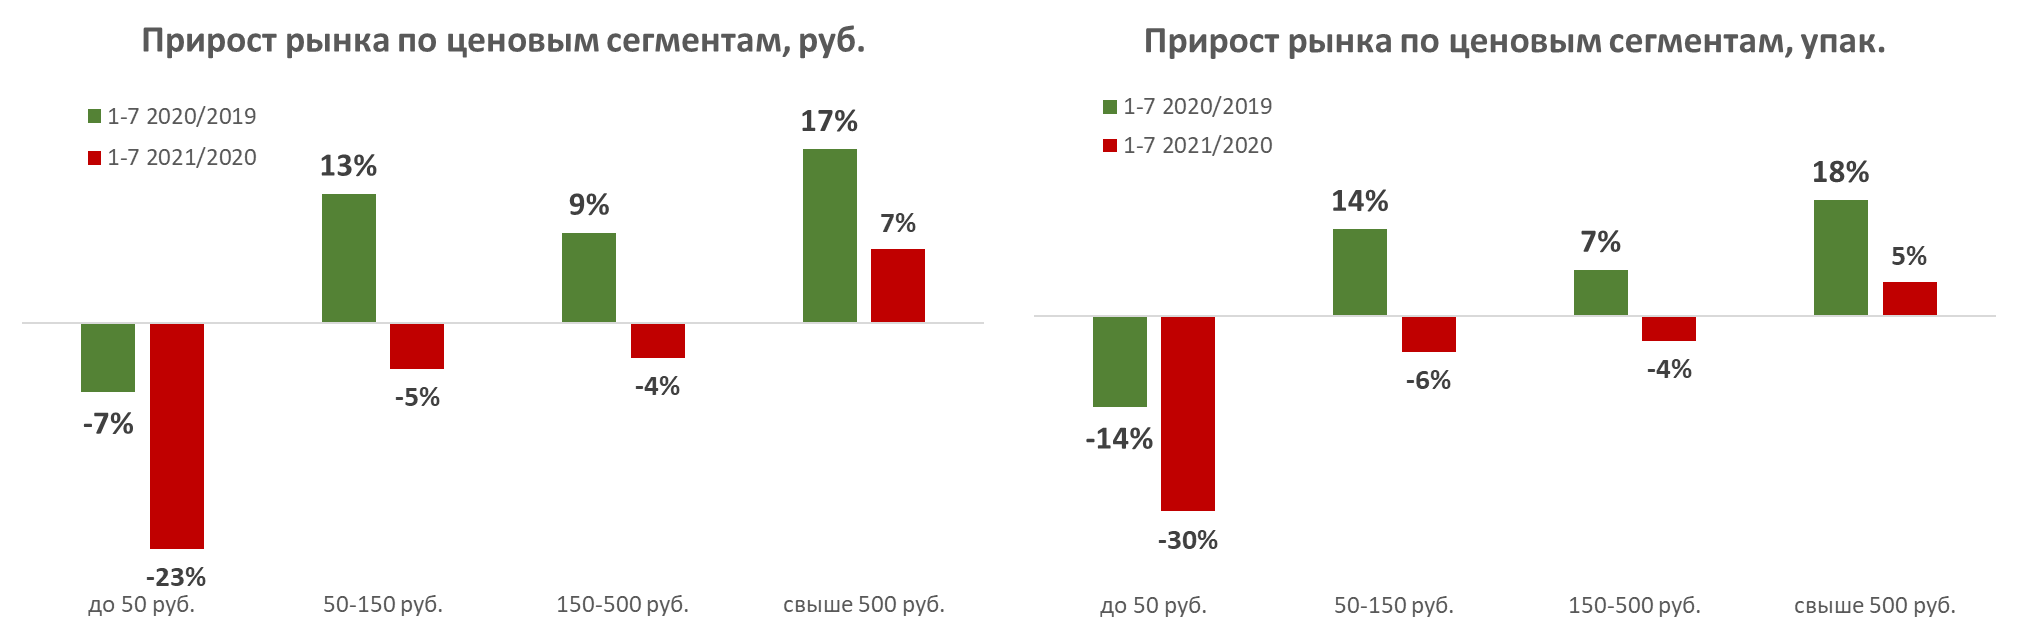 Прирост рынка по ценовым сегментам, руб.
1-7 2020/2019
1-7 2021/2020
17%
13%
9%
7%
-7%
-5%
-4%
-23%
до 50 руб.
50-150 руб.
150-500 руб.
свыше 500 руб.
Прирост рынка по ценовым сегментам, упак.
1-7 2020/2019
1-7 2021/2020
18%
14%
7%
5%
-14%
-6%
-4%
-30%
до 50 руб.
50-150 руб.
150-500 руб.
свыше 500 руб.